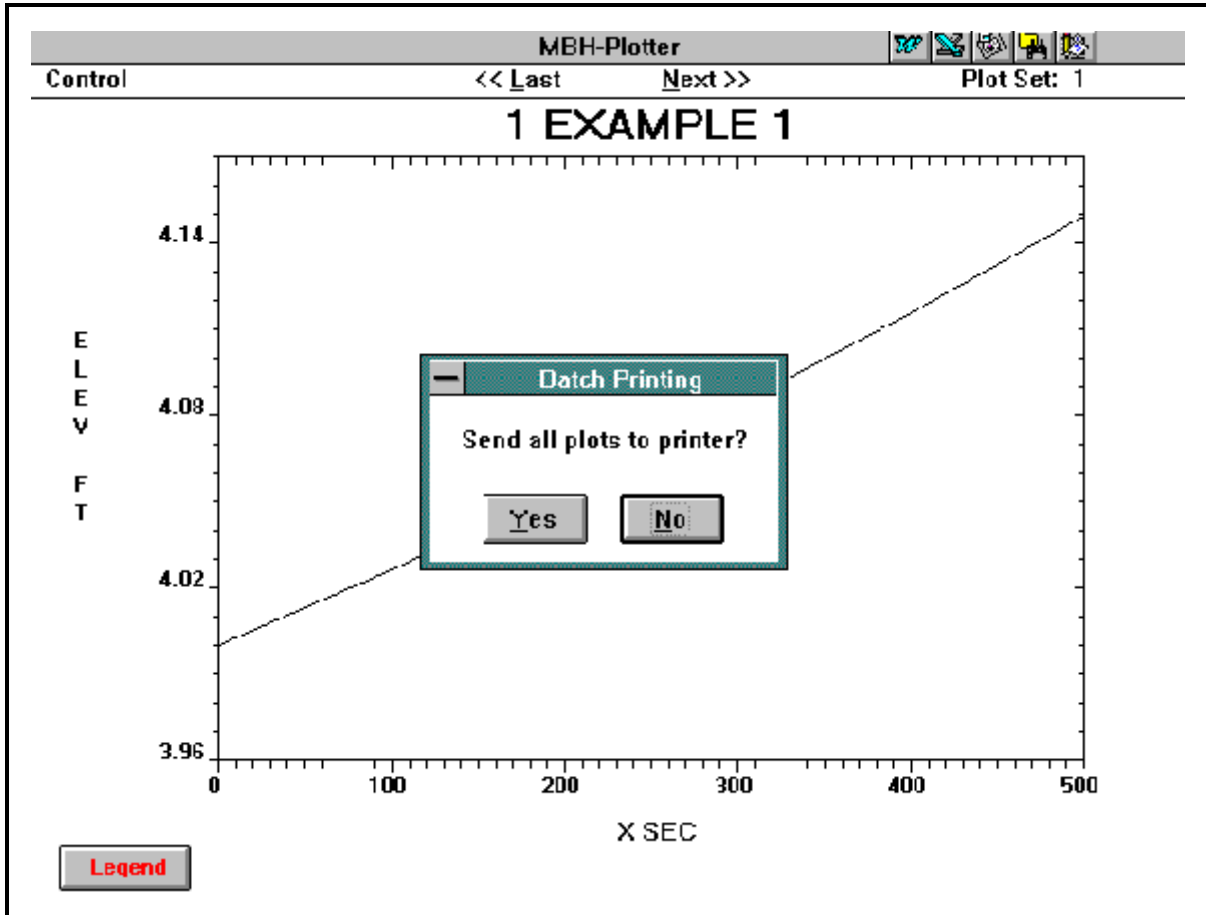 MBH-Plotter
Control << Last Next >> Plot Set: 1
1 EXAMPLE 1
4.14
4.08
4.02
3.96
E
L
E
V
F
T
Datch Printing
Send all plots to printer?
Yes No
0 100 200 300 400 500
X SEC
Legend